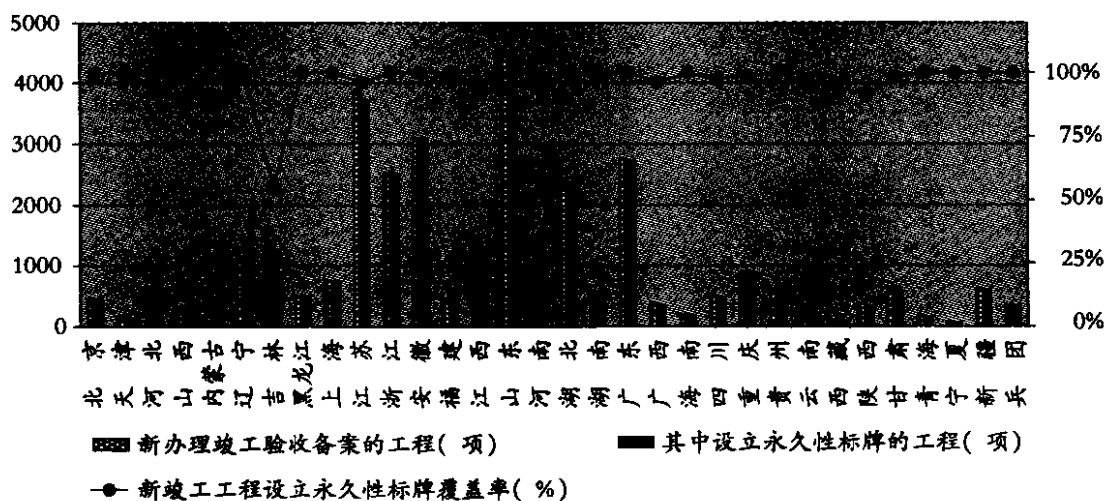 5000
4000
3000
2000
1000
0
100%
75%
50%
25%
0%
北京
天津
河北
山西
内蒙古
辽宁
吉林
黑龙江
上海
江苏
浙江
安徽
福建
江西
山东
河南
湖北
湖南
广东
广西
海南
四川
重庆
贵州
云南
西藏
陕西
甘肃
青海
宁夏
新疆
兵团
新办理竣工验收备案的工程( 项)
其中设立永久性标牌的工程( 项)
新竣工工程设立永久性标牌覆盖率( %)